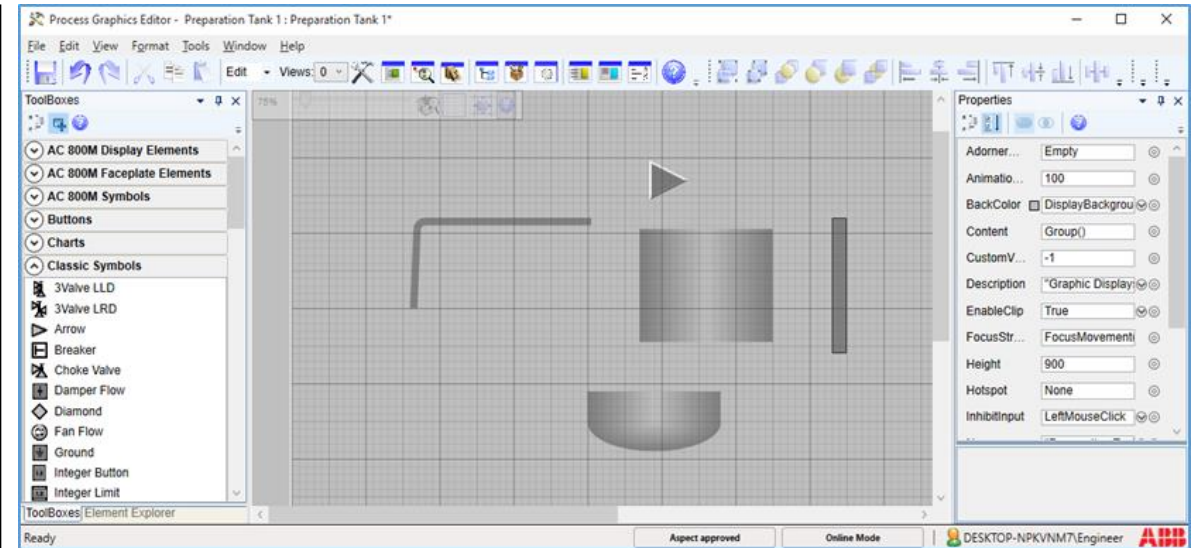 Process Graphics Editor - Preparation Tank 1 : Preparation Tank 1*
File Edit View Format Tools Window Help
Edit Views: 0
ToolBoxes
AC 800M Display Elements
AC 800M Faceplate Elements
AC 800M Symbols
Buttons
Charts
Classic Symbols
3Valve LLD
3Valve LRD
Arrow
Breaker
Choke Valve
Damper Flow
Diamond
Fan Flow
Ground
Integer Button
Integer Limit
ToolBoxes Element Explorer
75%
Properties
Adorner... Empty
Animatio... 100
BackColor DisplayBackgrou
Content Group()
CustomV... -1
Description "Graphic Display:
EnableClip True
FocusStr... FocusMovement(
Height 900
Hotspot None
InhibitInput LeftMouseClick
Ready Aspect approved Online Mode DESKTOP-NPKVNM7\Engineer ABB